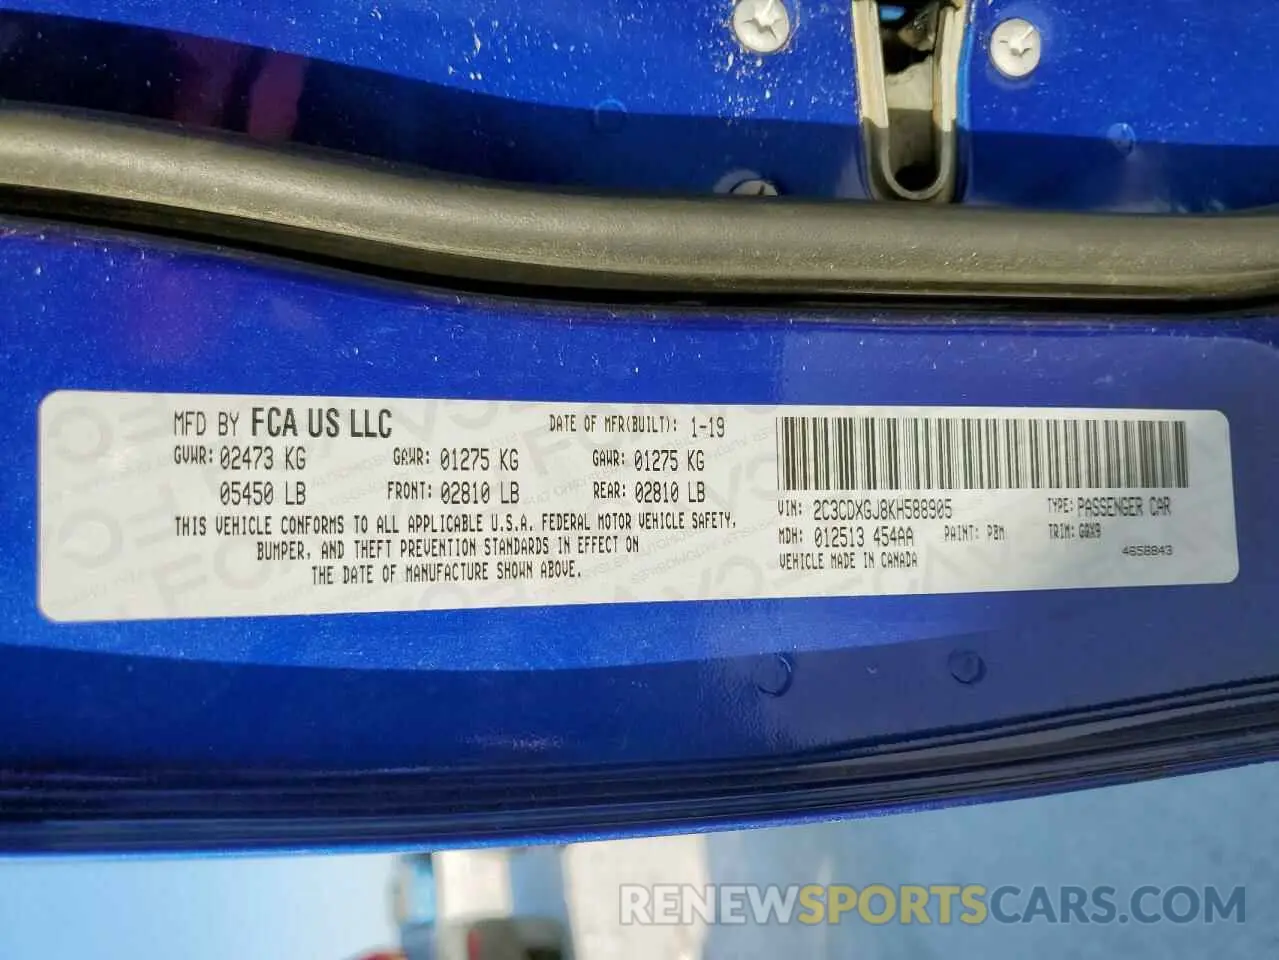 MFD BY FCA US LLC DATE OF MFR(BUILT): 1-19
GVWR: 02473 KG GAWR: 01275 KG GAWR: 01275 KG
05450 LB FRONT: 02810 LB REAR: 02810 LB
THIS VEHICLE CONFORMS TO ALL APPLICABLE U.S.A. FEDERAL MOTOR VEHICLE SAFETY,
BUMPER, AND THEFT PREVENTION STANDARDS IN EFFECT ON
THE DATE OF MANUFACTURE SHOWN ABOVE.
VIN: 2C3CDXGJ8KH588905 TYPE: PASSENGER CAR
MDH: 012513 454AA PAINT: PBM TRIM: GQX9
VEHICLE MADE IN CANADA 4658843
RENEWSPORTSCARS.COM